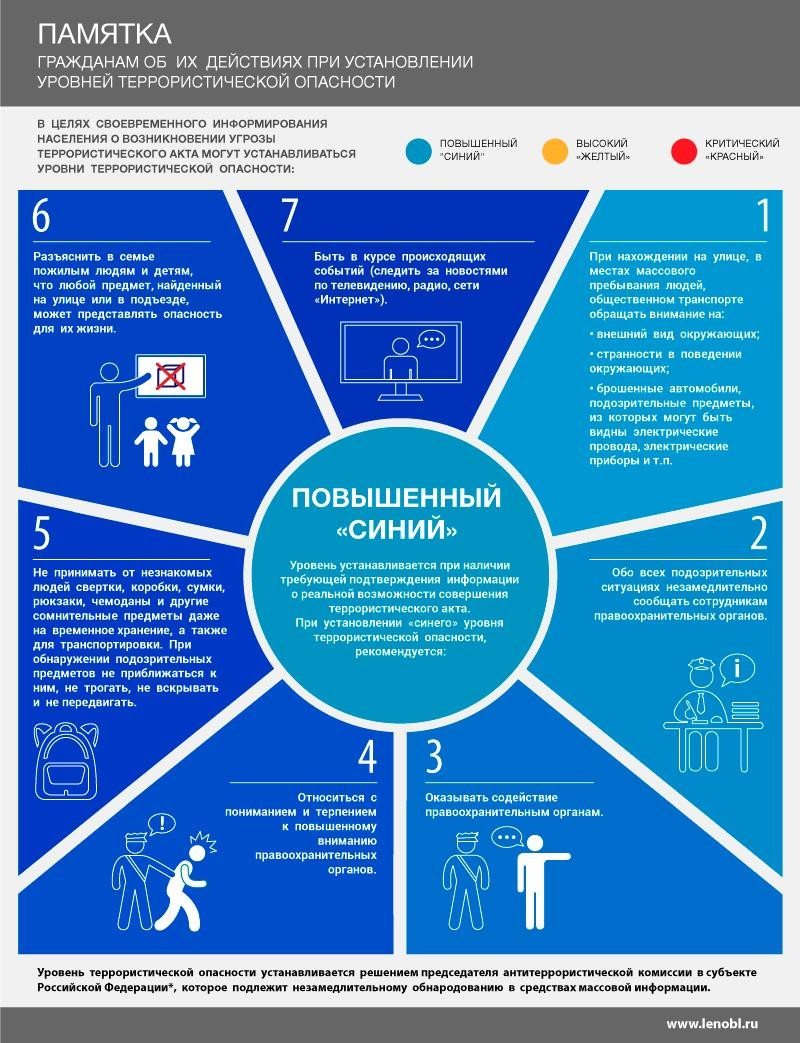 ПАМЯТКА
ГРАЖДАНАМ ОБ ИХ ДЕЙСТВИЯХ ПРИ УСТАНОВЛЕНИИ
УРОВНЕЙ ТЕРРОРИСТИЧЕСКОЙ ОПАСНОСТИ
В ЦЕЛЯХ СВОЕВРЕМЕННОГО ИНФОРМИРОВАНИЯ
НАСЕЛЕНИЯ О ВОЗНИКНОВЕНИИ УГРОЗЫ
ТЕРРОРИСТИЧЕСКОГО АКТА МОГУТ УСТАНАВЛИВАТЬСЯ
УРОВНИ ТЕРРОРИСТИЧЕСКОЙ ОПАСНОСТИ:
ПОВЫШЕННЫЙ
"СИНИЙ"
ВЫСОКИЙ
«ЖЕЛТЫЙ»
КРИТИЧЕСКИЙ
«КРАСНЫЙ»
ПОВЫШЕННЫЙ
«СИНИЙ»
Уровень устанавливается при наличии
требующей подтверждения информации
о реальной возможности совершения
террористического акта.
При установлении «синего» уровня
террористической опасности,
рекомендуется:
1
При нахождении на улице, в
местах массового
пребывания людей,
общественном транспорте
обращать внимание на:
• внешний вид окружающих;
• странности в поведении
окружающих;
• брошенные автомобили,
подозрительные предметы,
из которых могут быть
видны электрические
провода, электрические
приборы и т.п.
2
Обо всех подозрительных
ситуациях незамедлительно
сообщать сотрудникам
правоохранительных органов.
i
3
Оказывать содействие
правоохранительным органам.
4
Относиться с
пониманием и терпением
к повышенному
вниманию
правоохранительных
органов.
!
5
Не принимать от незнакомых
людей свертки, коробки, сумки,
рюкзаки, чемоданы и другие
сомнительные предметы даже
на временное хранение, а также
для транспортировки. При
обнаружении подозрительных
предметов не приближаться к
ним, не трогать, не вскрывать
и не передвигать.
6
Разъяснить в семье
пожилым людям и детям,
что любой предмет, найденный
на улице или в подъезде,
может представлять опасность
для их жизни.
7
Быть в курсе происходящих
событий (следить за новостями
по телевидению, радио, сети
«Интернет»).
Уровень террористической опасности устанавливается решением председателя антитеррористической комиссии в субъекте
Российской Федерации*, которое подлежит незамедлительному обнародованию в средствах массовой информации.
www.lenobl.ru